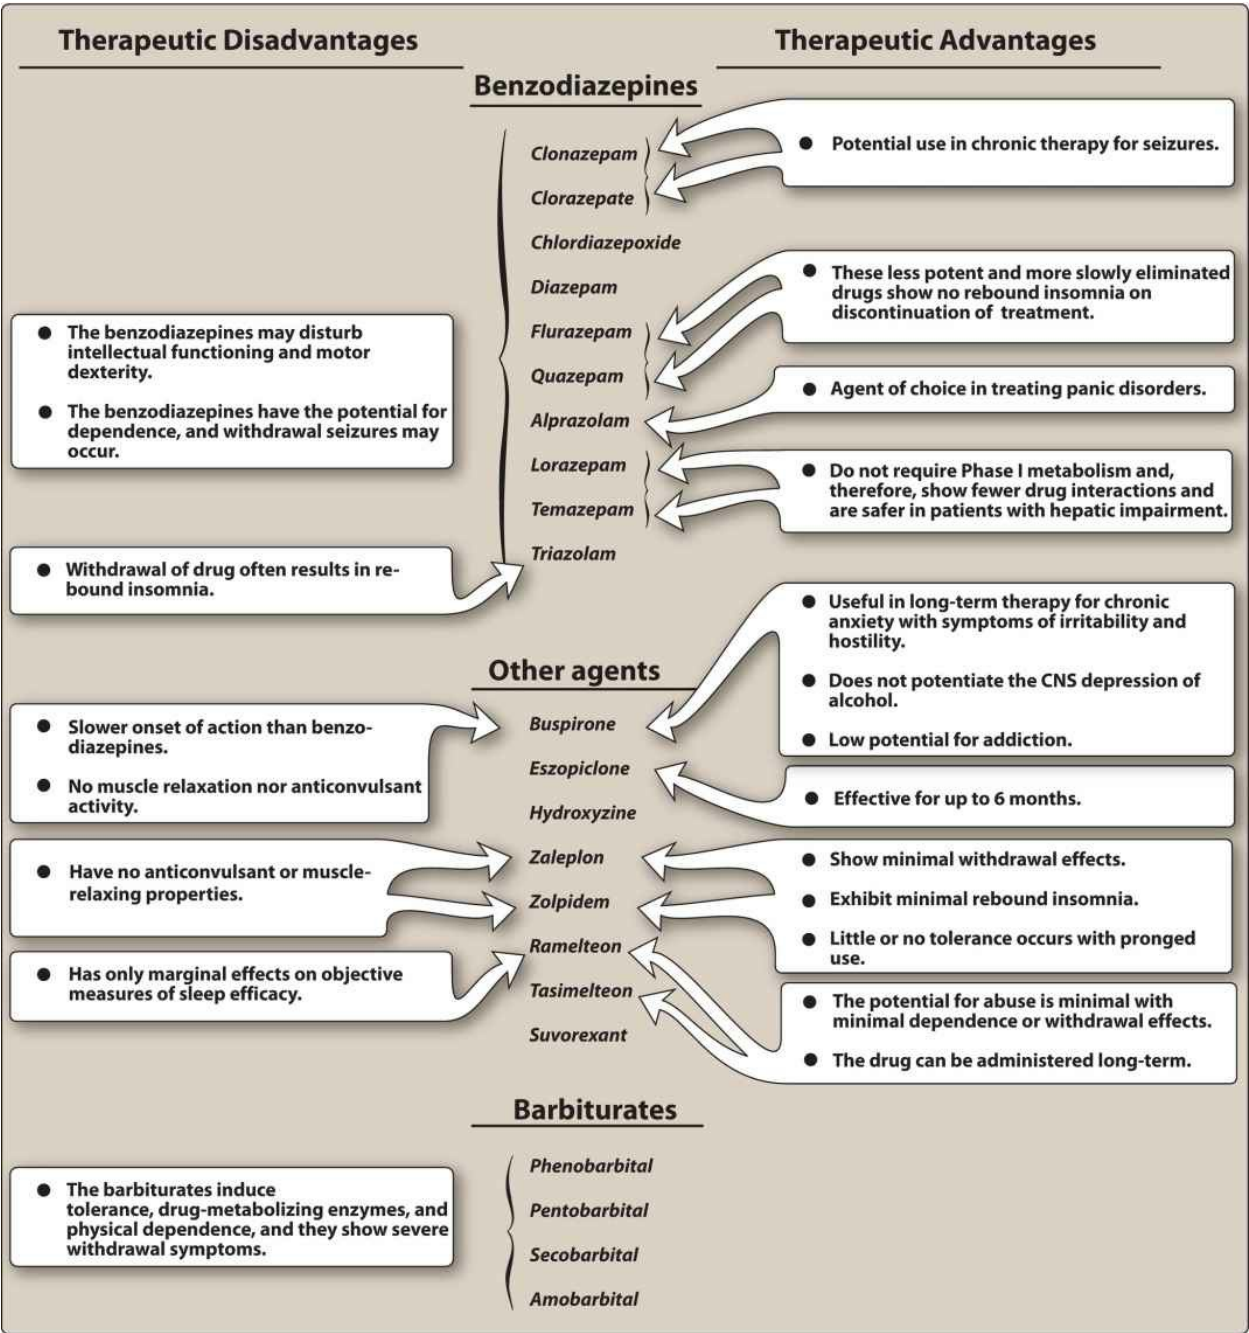 Therapeutic Disadvantages
Therapeutic Advantages
Benzodiazepines
Clonazepam
Clorazepate
Chlordiazepoxide
Diazepam
Flurazepam
Quazepam
Alprazolam
Lorazepam
Temazepam
Triazolam
● Potential use in chronic therapy for seizures.
● These less potent and more slowly eliminated
drugs show no rebound insomnia on
discontinuation of treatment.
● Agent of choice in treating panic disorders.
● Do not require Phase I metabolism and,
therefore, show fewer drug interactions and
are safer in patients with hepatic impairment.
● The benzodiazepines may disturb
intellectual functioning and motor
dexterity.
● The benzodiazepines have the potential for
dependence, and withdrawal seizures may
occur.
● Withdrawal of drug often results in re-
bound insomnia.
Other agents
Buspirone
Eszopiclone
Hydroxyzine
Zaleplon
Zolpidem
Ramelteon
Tasimelteon
Suvorexant
● Useful in long-term therapy for chronic
anxiety with symptoms of irritability and
hostility.
● Does not potentiate the CNS depression of
alcohol.
● Low potential for addiction.
● Effective for up to 6 months.
● Show minimal withdrawal effects.
● Exhibit minimal rebound insomnia.
● Little or no tolerance occurs with pronged
use.
● The potential for abuse is minimal with
minimal dependence or withdrawal effects.
● The drug can be administered long-term.
● Slower onset of action than benzo-
diazepines.
● No muscle relaxation nor anticonvulsant
activity.
● Have no anticonvulsant or muscle-
relaxing properties.
● Has only marginal effects on objective
measures of sleep efficacy.
Barbiturates
Phenobarbital
Pentobarbital
Secobarbital
Amobarbital
● The barbiturates induce
tolerance, drug-metabolizing enzymes, and
physical dependence, and they show severe
withdrawal symptoms.